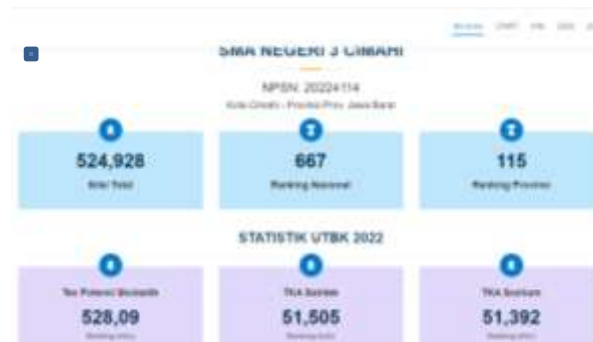 SMA NEGERI 3 CIMAHI
NPSN: 20224114
Kota Cimahi - Provinsi Prov. Jawa Barat
524,928
667
115
Nilai Total
Ranking Nasional
Ranking Provinsi
STATISTIK UTBK 2022
Tes Potensi Skolastik
TKA Saintek
TKA Soshum
528,09
51,505
51,392